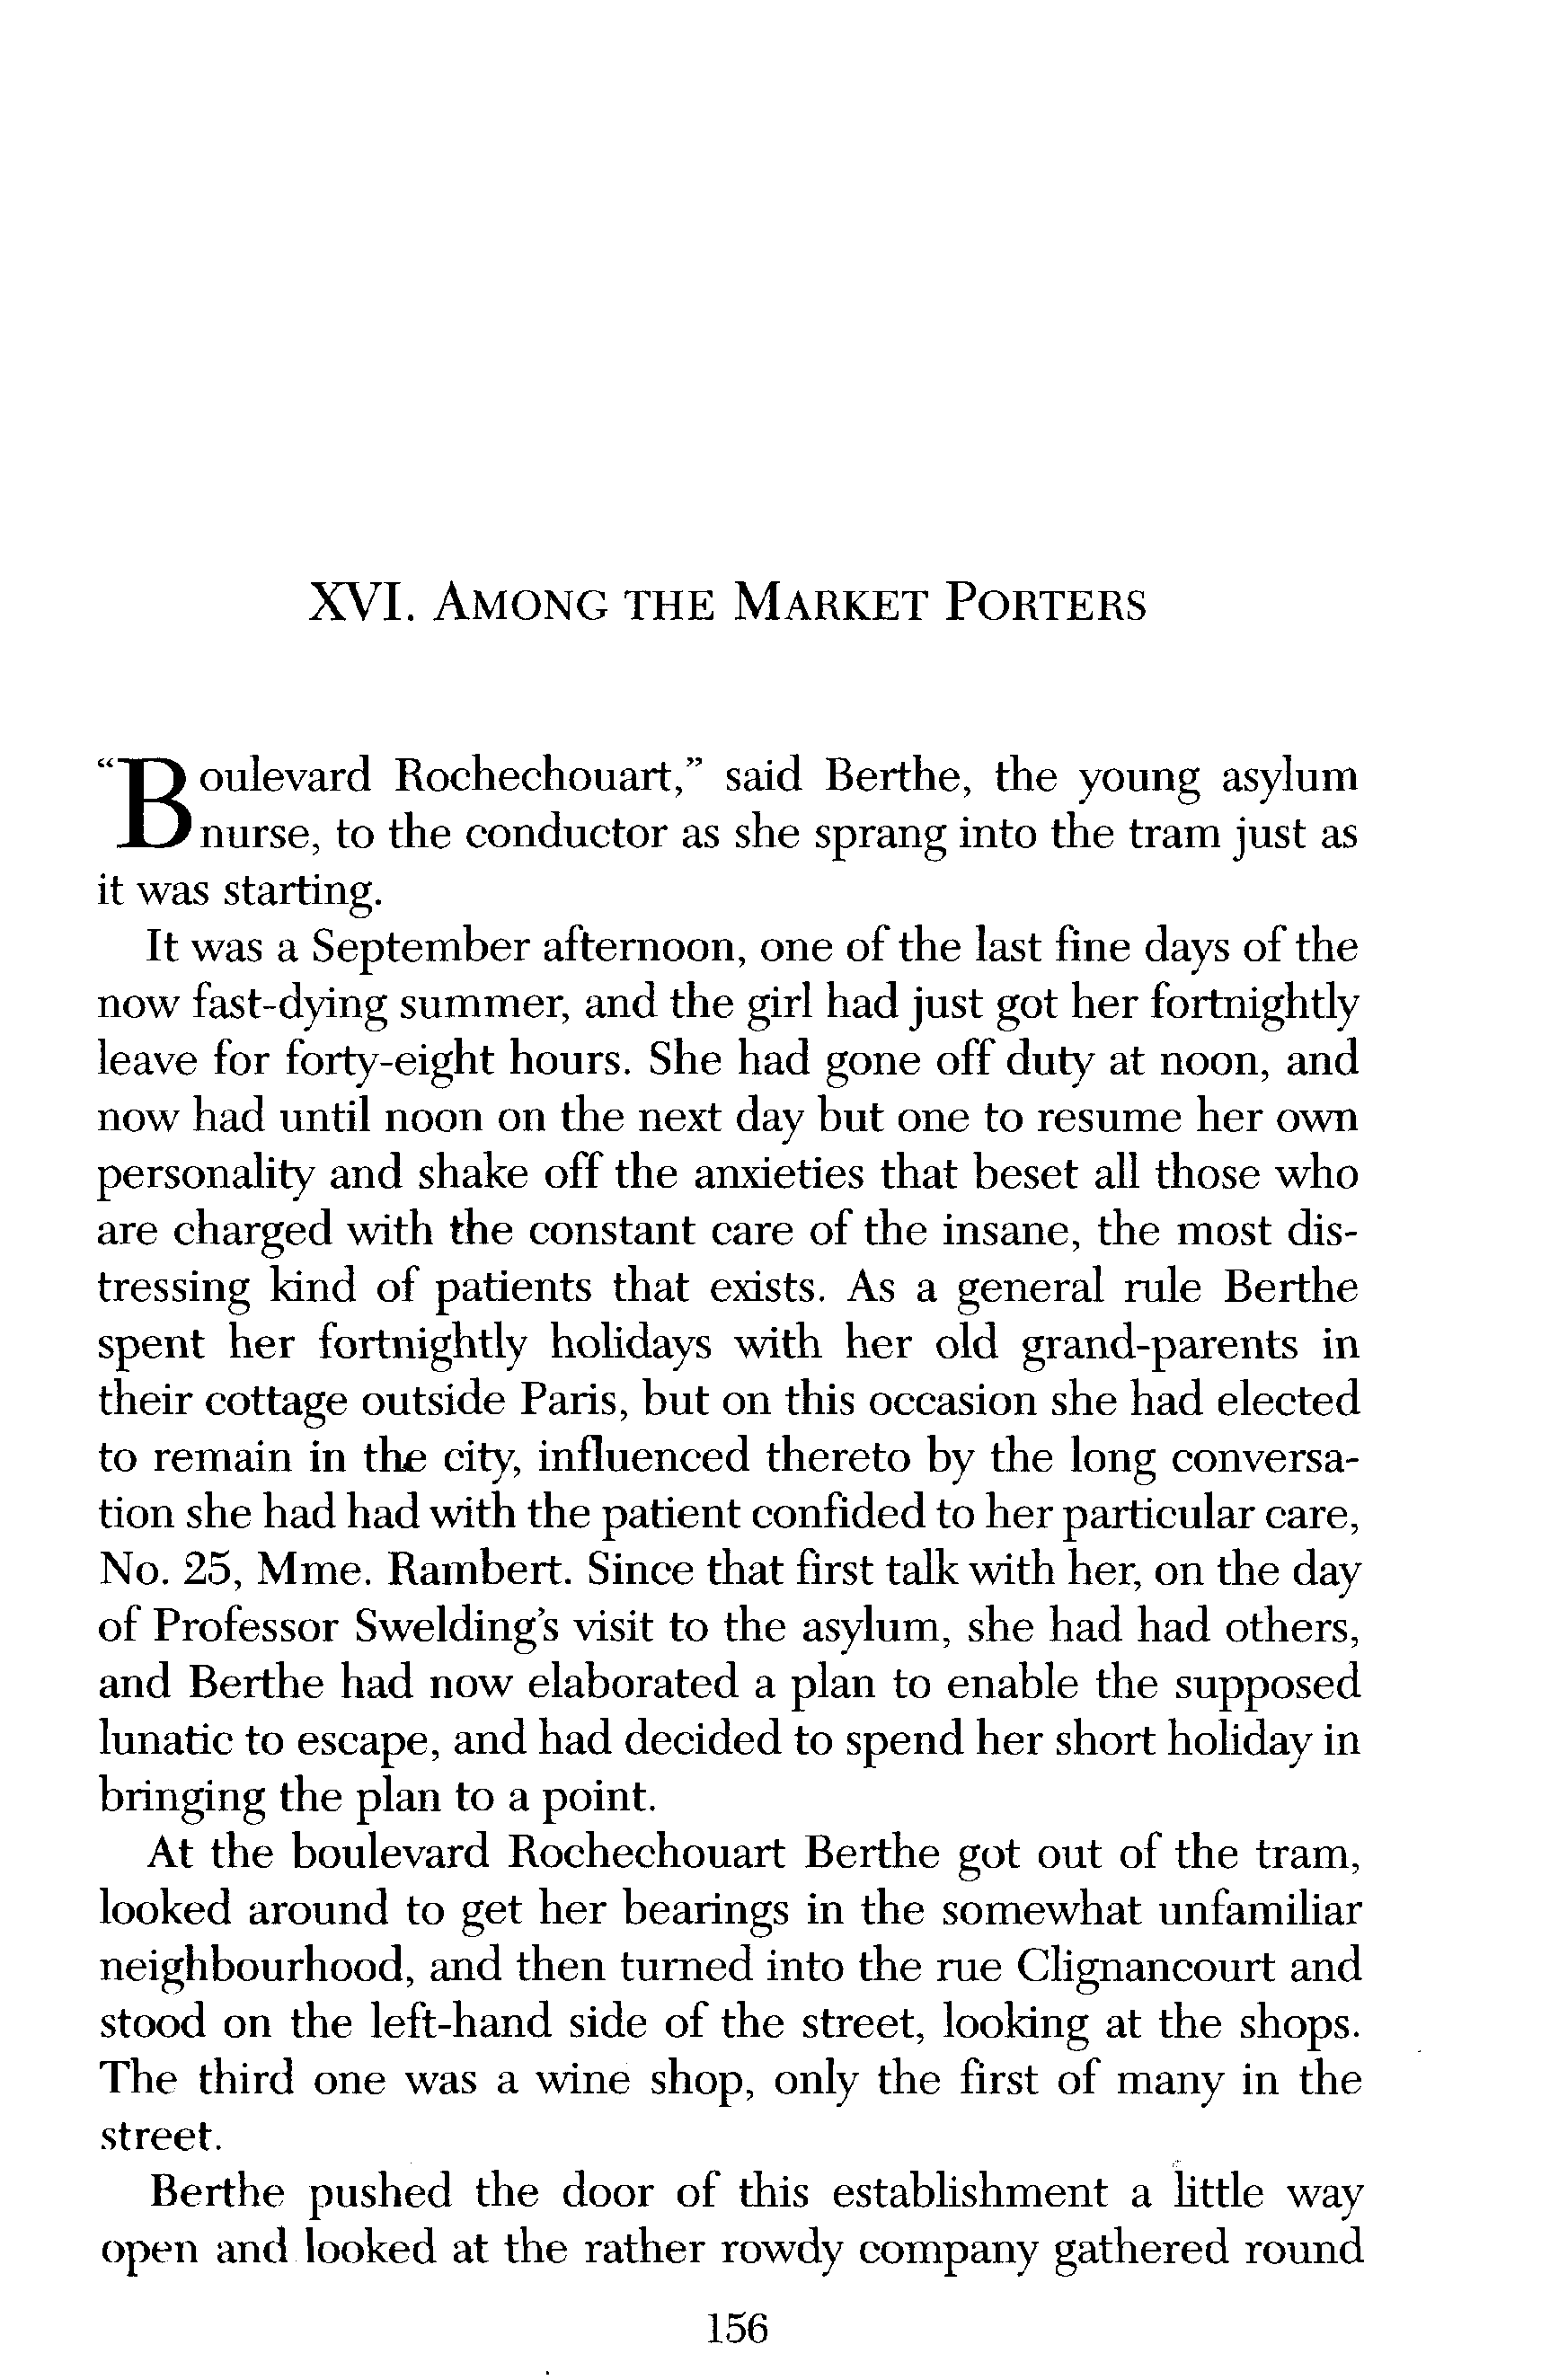 XVI. Among the Market Porters
“Boulevard Rochechouart,” said Berthe, the young asylum
nurse, to the conductor as she sprang into the tram just as
it was starting.
It was a September afternoon, one of the last fine days of the
now fast-dying summer, and the girl had just got her fortnightly
leave for forty-eight hours. She had gone off duty at noon, and
now had until noon on the next day but one to resume her own
personality and shake off the anxieties that beset all those who
are charged with the constant care of the insane, the most dis-
tressing kind of patients that exists. As a general rule Berthe
spent her fortnightly holidays with her old grand-parents in
their cottage outside Paris, but on this occasion she had elected
to remain in the city, influenced thereto by the long conversa-
tion she had had with the patient confided to her particular care,
No. 25, Mme. Rambert. Since that first talk with her, on the day
of Professor Swelding’s visit to the asylum, she had had others,
and Berthe had now elaborated a plan to enable the supposed
lunatic to escape, and had decided to spend her short holiday in
bringing the plan to a point.
At the boulevard Rochechouart Berthe got out of the tram,
looked around to get her bearings in the somewhat unfamiliar
neighbourhood, and then turned into the rue Clignancourt and
stood on the left-hand side of the street, looking at the shops.
The third one was a wine shop, only the first of many in the
street.
Berthe pushed the door of this establishment a little way
open and looked at the rather rowdy company gathered round
156